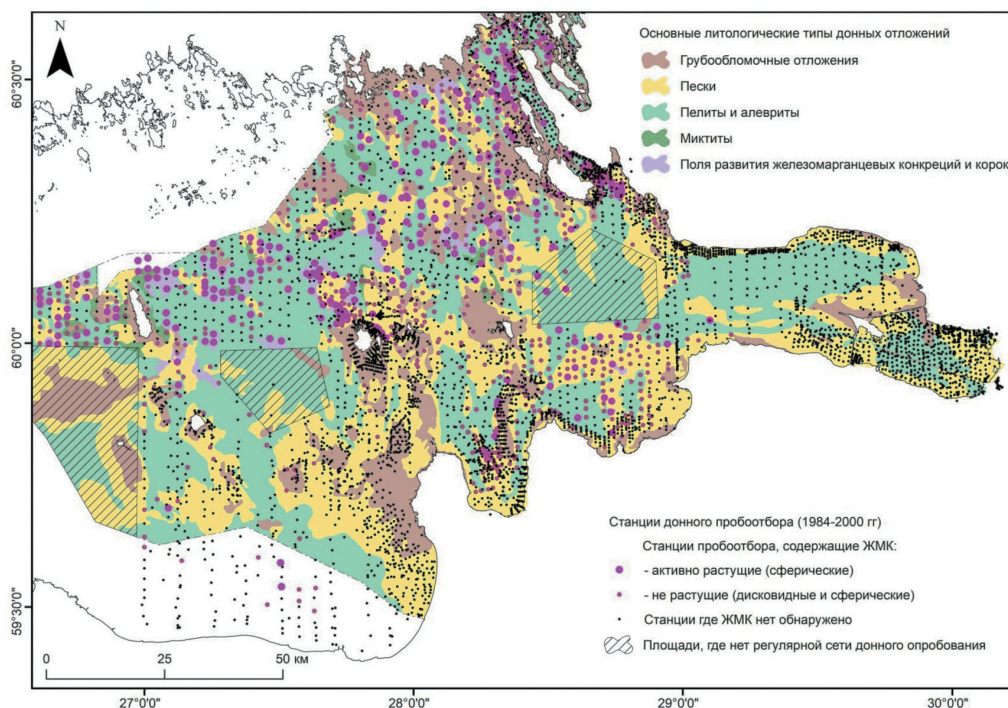 N
60°30'0"
60°0'0"
59°30'0"
Основные литологические типы донных отложений
Грубообломочные отложения
Пески
Пелиты и алевриты
Миктиты
Поля развития железомарганцевых конкреций и корок
Станции донного пробоотбора (1984-2000 гг)
Станции пробоотбора, содержащие ЖМК:
- активно растущие (сферические)
- не растущие (дисковидные и сферические)
Станции где ЖМК нет обнаружено
Площади, где нет регулярной сети донного опробования
0 25 50 км
27°0'0" 28°0'0" 29°0'0" 30°0'0"